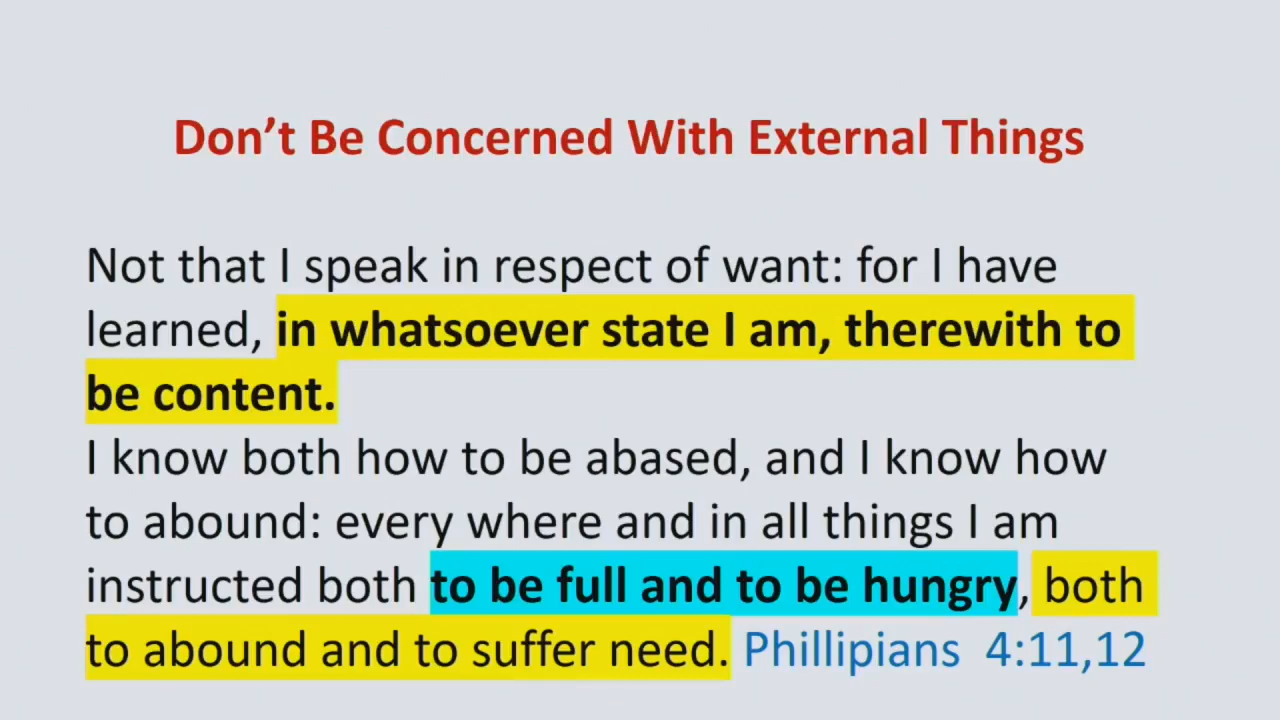 Don’t Be Concerned With External Things
Not that I speak in respect of want: for I have
learned, in whatsoever state I am, therewith to
be content.
I know both how to be abased, and I know how
to abound: every where and in all things I am
instructed both to be full and to be hungry, both
to abound and to suffer need. Phillipians  4:11,12